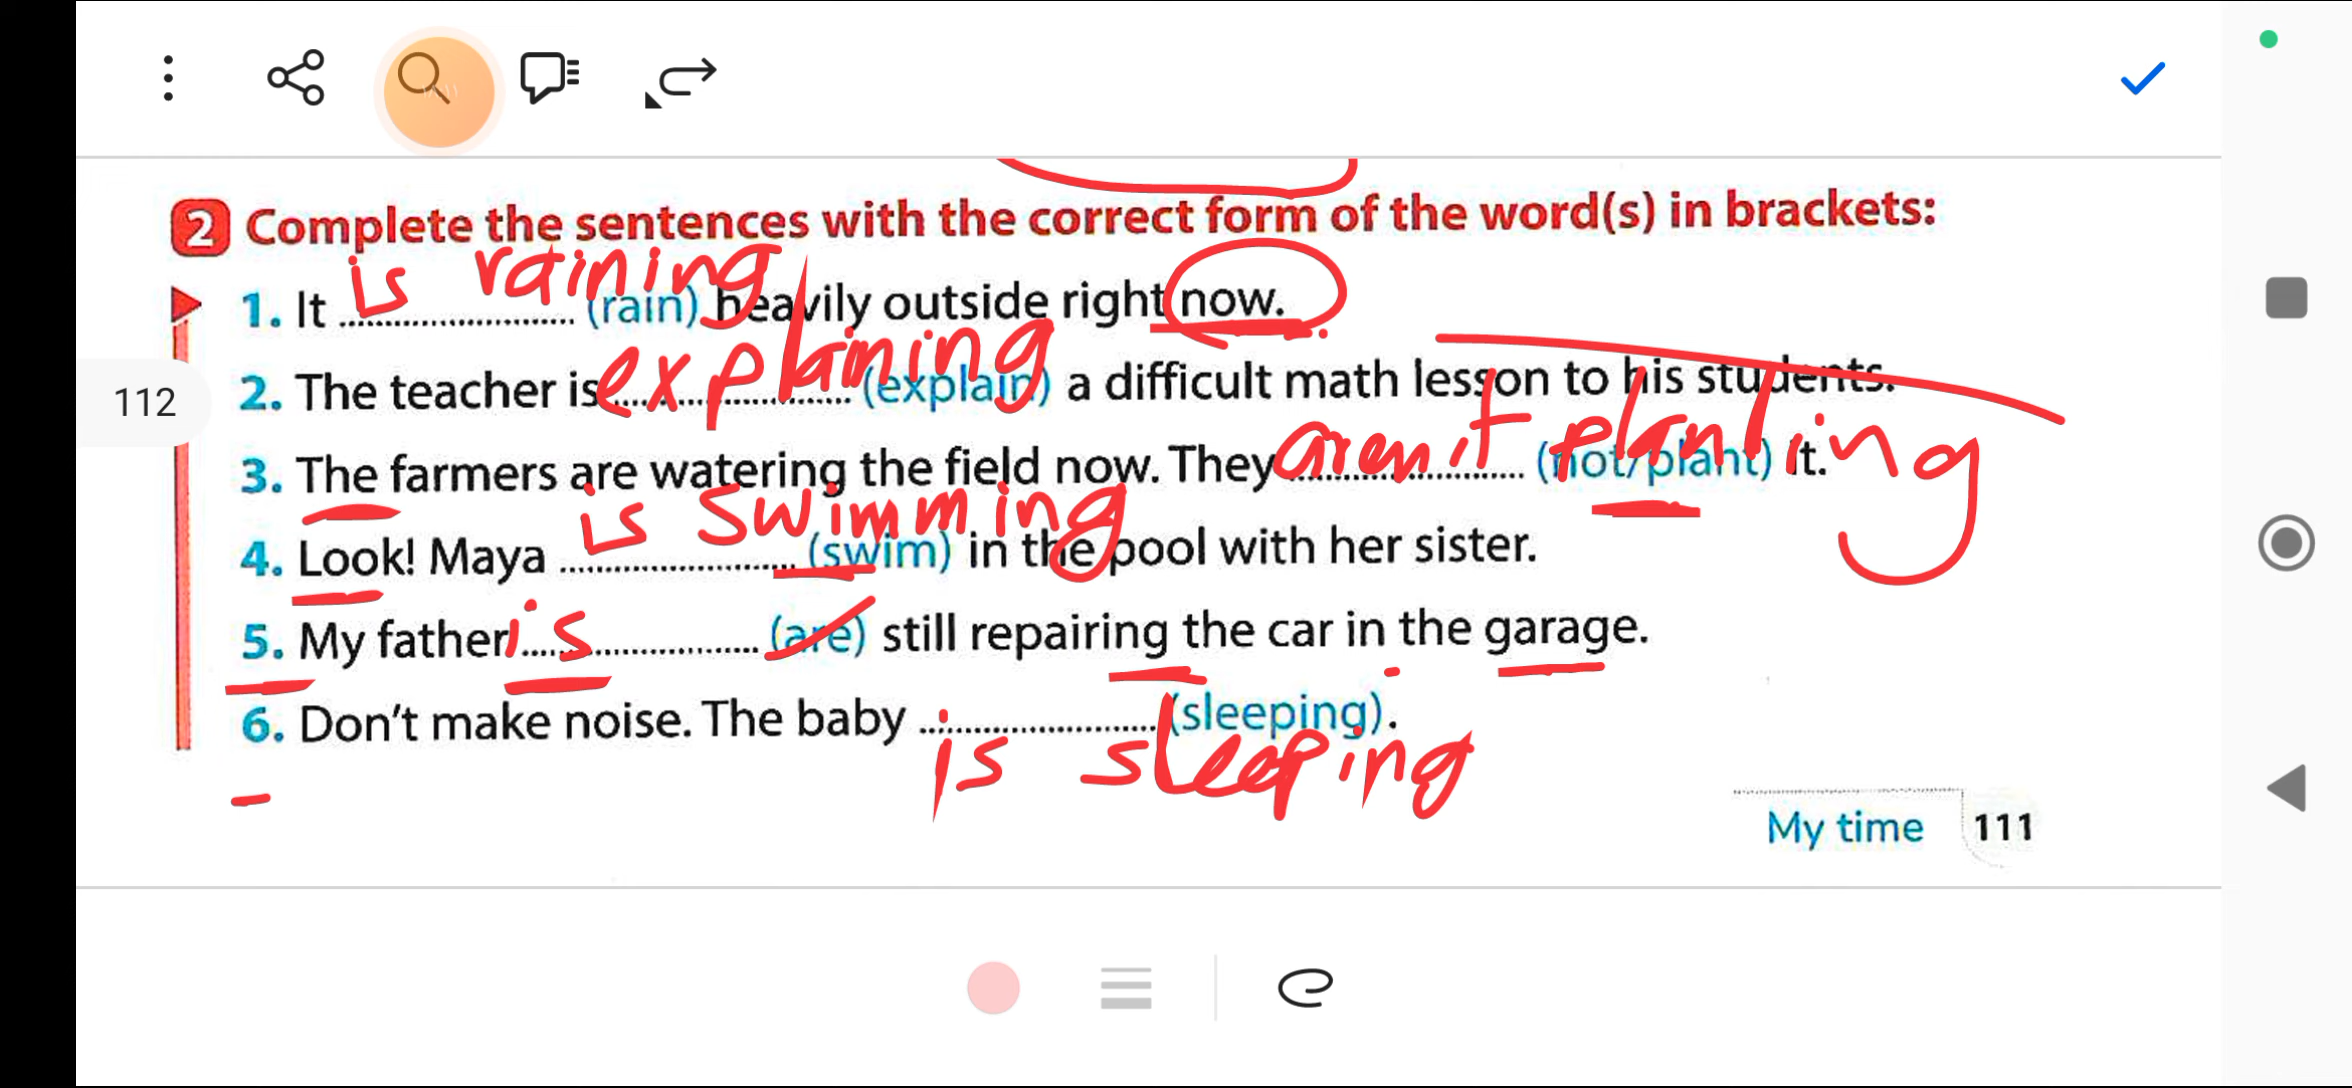 2 Complete the sentences with the correct form of the word(s) in brackets:
is raining
1. It ........................ (rain) heavily outside right now.
explaining
2. The teacher is........................ (explain) a difficult math lesson to his students.
aren't planting
3. The farmers are watering the field now. They ........................ (not/plant) it.
is swimming
4. Look! Maya ........................ (swim) in the pool with her sister.
5. My father is ........................ (are) still repairing the car in the garage.
6. Don't make noise. The baby ........................ (sleeping).
is sleeping
112
My time 111